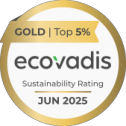 GOLD | Top 5%
ecovadis
Sustainability Rating
JUN 2025